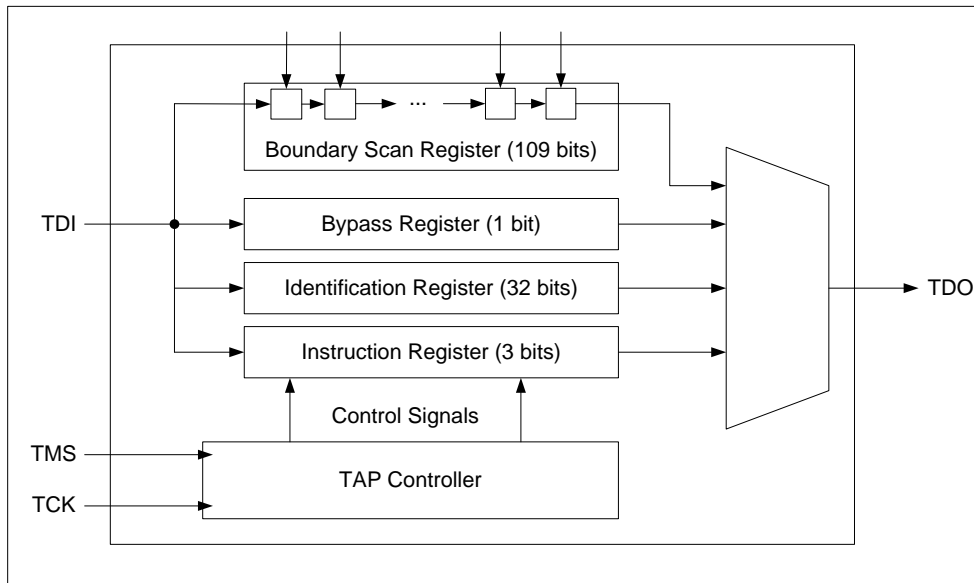 ...
Boundary Scan Register (109 bits)
TDI
Bypass Register (1 bit)
Identification Register (32 bits)
TDO
Instruction Register (3 bits)
Control Signals
TMS
TAP Controller
TCK